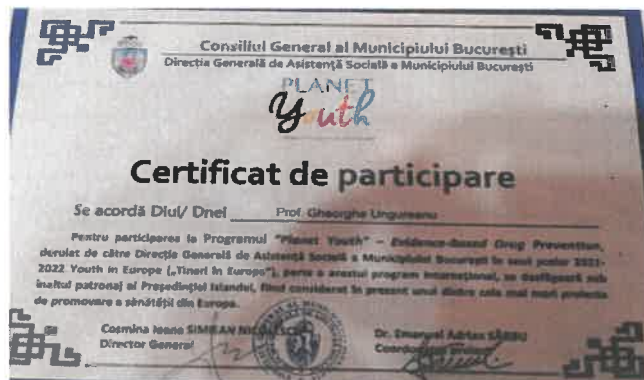 Consiliul General al Municipiului București
Direcția Generală de Asistență Socială a Municipiului București
PLANET
Youth
Certificat de participare
Se acordă Dlui/ Dnei Prof. Gheorghe Ungureanu
Pentru participarea la Programul "Planet Youth" – Evidence-Based Drug Prevention,
derulat de către Direcția Generală de Asistență Socială a Municipiului București în anul școlar 2021-
2022 Youth in Europe („Tineri în Europa"), parte a acestui program internațional, se desfășoară sub
înaltul patronaj al Președintelui Islandei, fiind considerat în prezent unul dintre cele mai mari proiecte
de promovare a sănătății din Europa.
Cosmina Ioana SIMIEAN
Director General
Dr. Emanuel Adrian SÂRBU